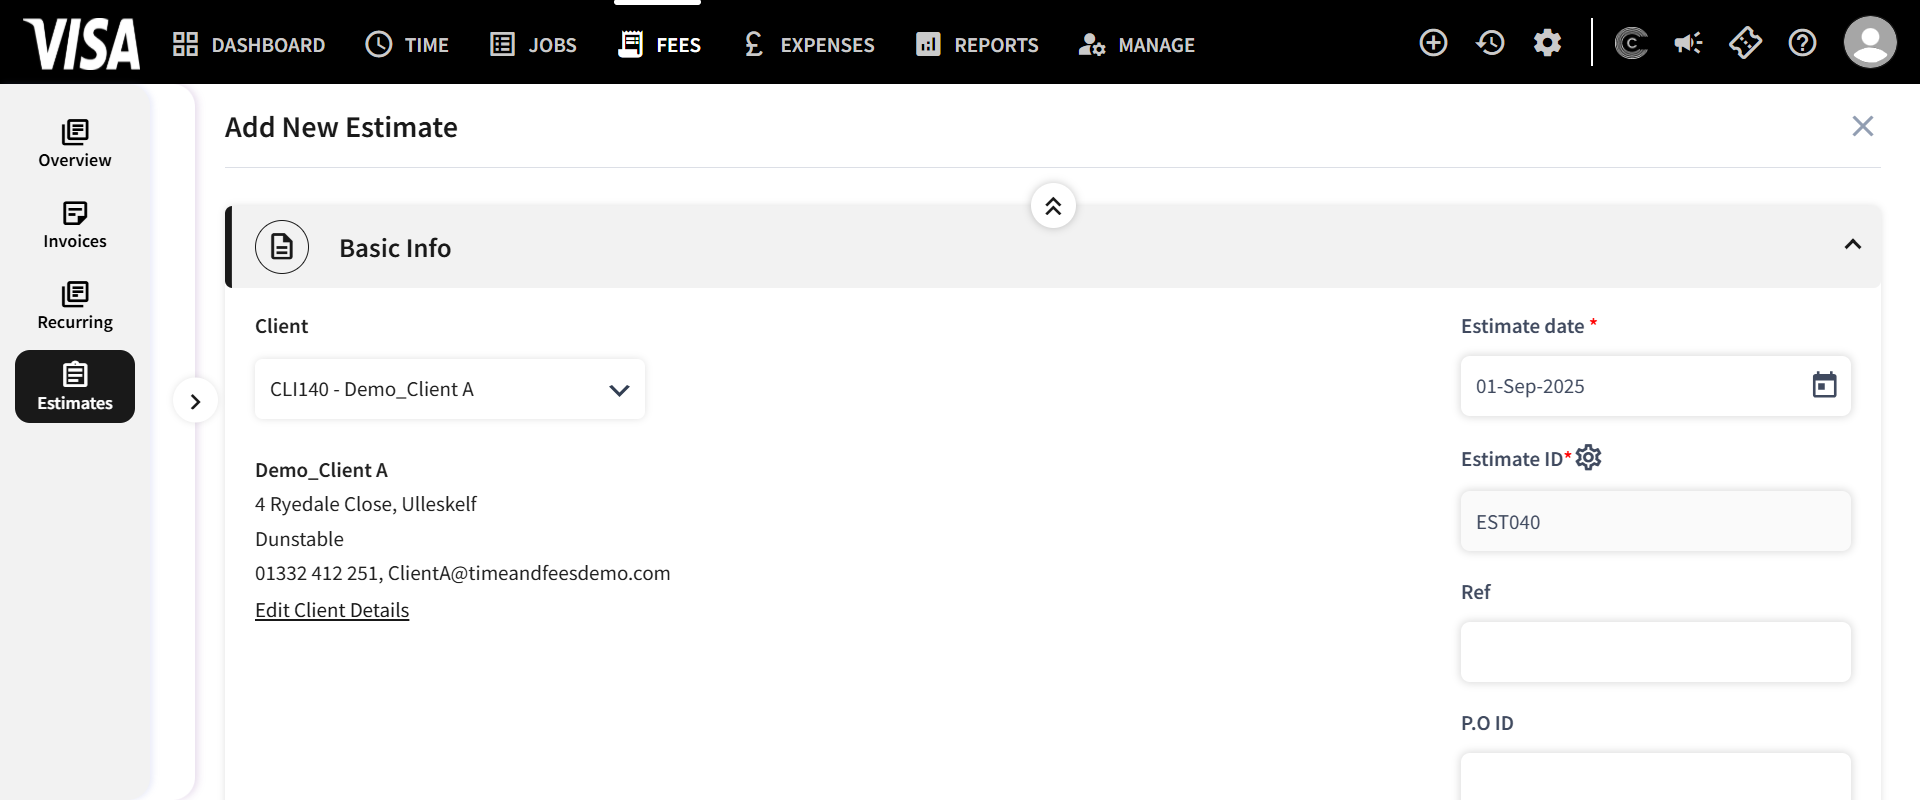 VISA
DASHBOARD
TIME
JOBS
FEES
£ EXPENSES
REPORTS
MANAGE
Overview
Invoices
Recurring
Estimates
Add New Estimate
Basic Info
Client
CLI140 - Demo_Client A
Demo_Client A
4 Ryedale Close, Ulleskelf
Dunstable
01332 412 251, ClientA@timeandfeesdemo.com
Edit Client Details
Estimate date *
01-Sep-2025
Estimate ID*
EST040
Ref
P.O ID